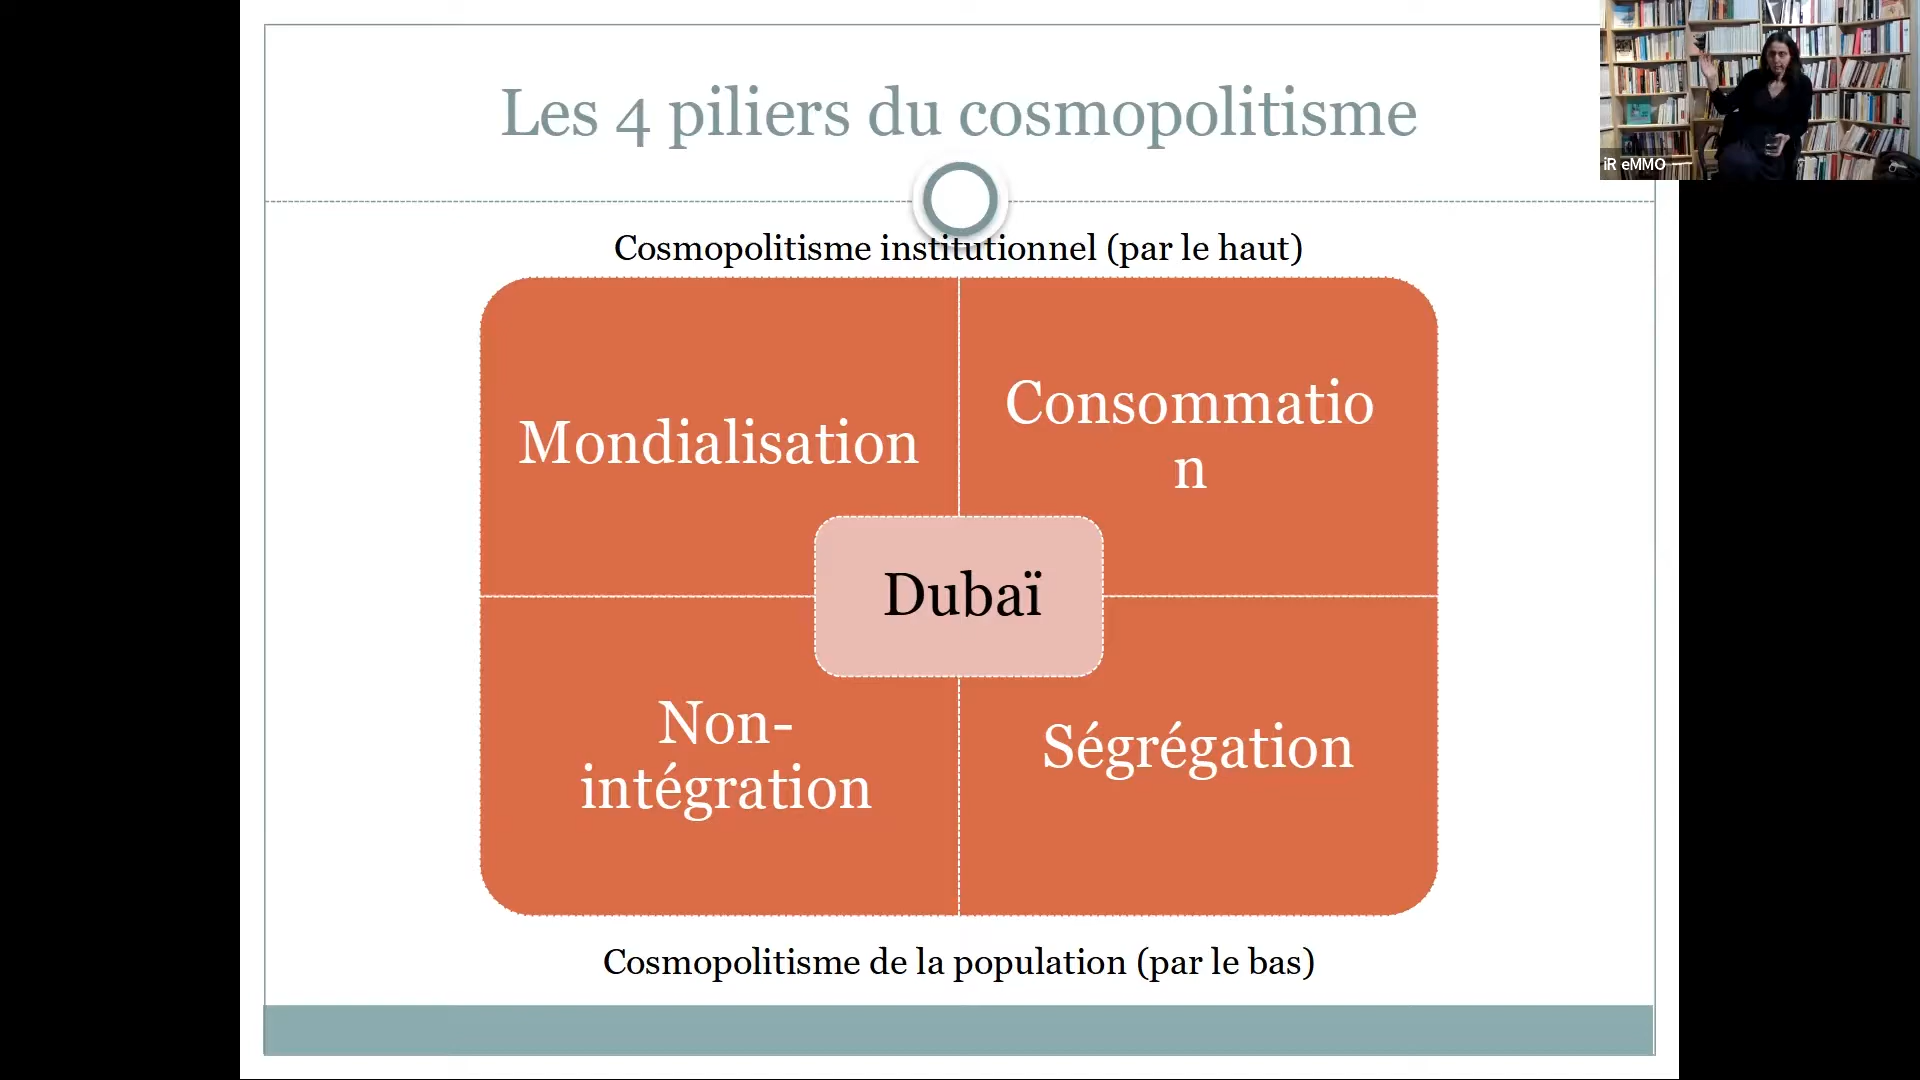 Les 4 piliers du cosmopolitisme
iR eMMO
Cosmopolitisme institutionnel (par le haut)
Mondialisation
Consommatio
n
Dubaï
Non-
intégration
Ségrégation
Cosmopolitisme de la population (par le bas)